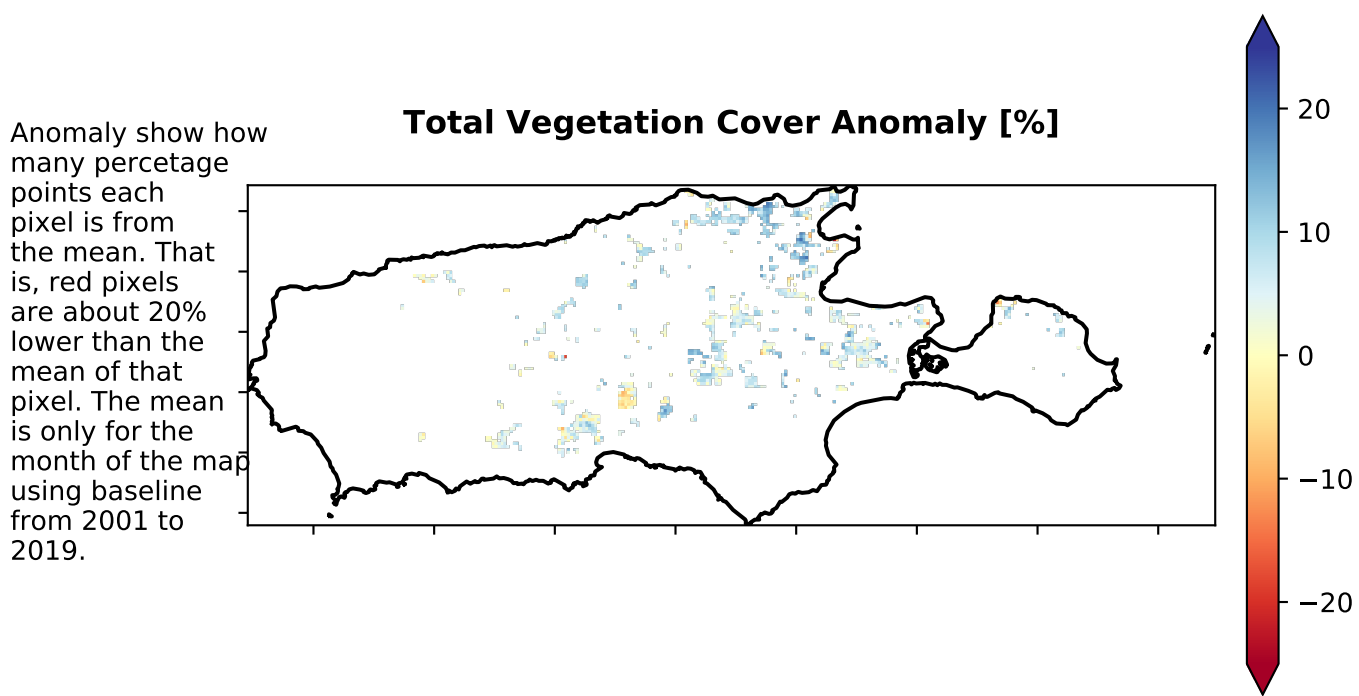 Total Vegetation Cover Anomaly [%]
Anomaly show how
many percetage
points each
pixel is from
the mean. That
is, red pixels
are about 20%
lower than the
mean of that
pixel. The mean
is only for the
month of the map
using baseline
from 2001 to
2019.
20
10
0
−10
−20